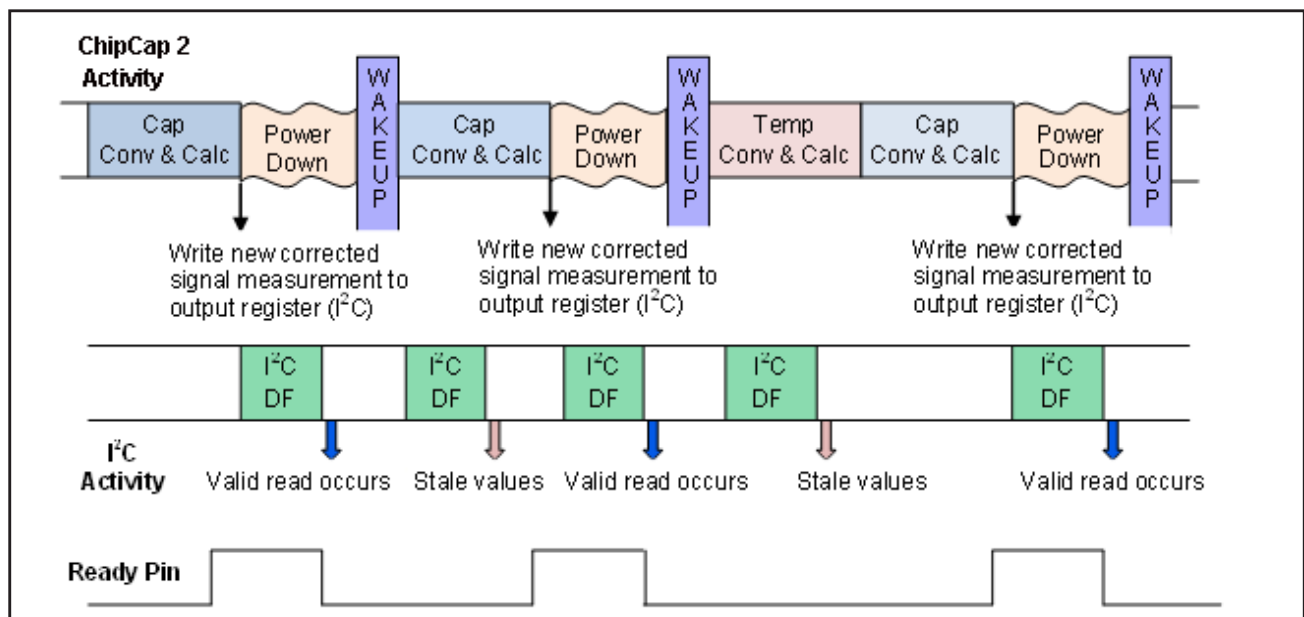 ChipCap 2
Activity
Cap
Conv & Calc
Power
Down
WAKEUP
Cap
Conv & Calc
Power
Down
WAKEUP
Temp
Conv & Calc
Cap
Conv & Calc
Power
Down
WAKEUP
Write new corrected
signal measurement to
output register (I²C)
Write new corrected
signal measurement to
output register (I²C)
Write new corrected
signal measurement to
output register (I²C)
I²C
DF
I²C
DF
I²C
DF
I²C
DF
I²C
DF
I²C
Activity
Valid read occurs
Stale values
Valid read occurs
Stale values
Valid read occurs
Ready Pin